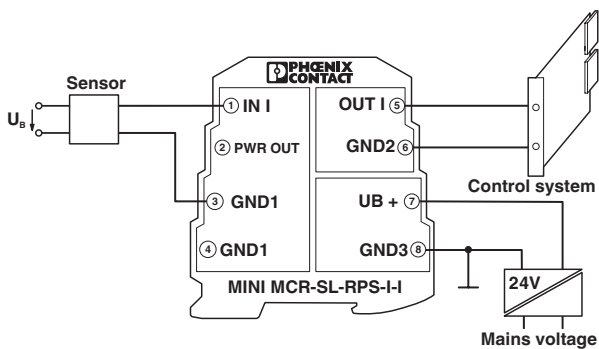 PHŒNIX
CONTACT
Sensor
U_B
1 IN I
2 PWR OUT
3 GND1
4 GND1
OUT I 5
GND2 6
UB + 7
GND3 8
MINI MCR-SL-RPS-I-I
Control system
24V
Mains voltage